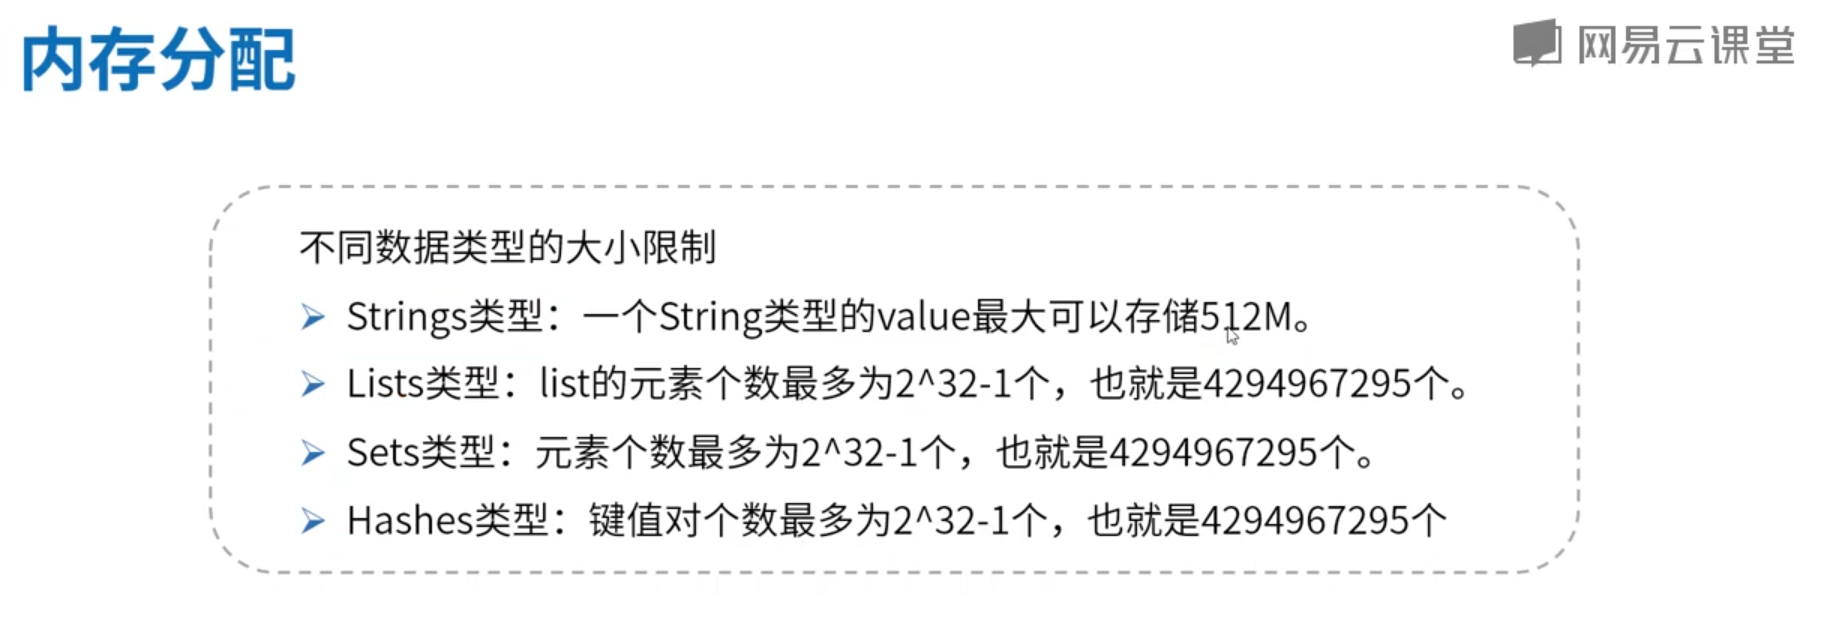 内存分配
网易云课堂
不同数据类型的大小限制
Strings类型：一个String类型的value最大可以存储512M。
Lists类型：list的元素个数最多为2^32-1个，也就是4294967295个。
Sets类型：元素个数最多为2^32-1个，也就是4294967295个。
Hashes类型：键值对个数最多为2^32-1个，也就是4294967295个